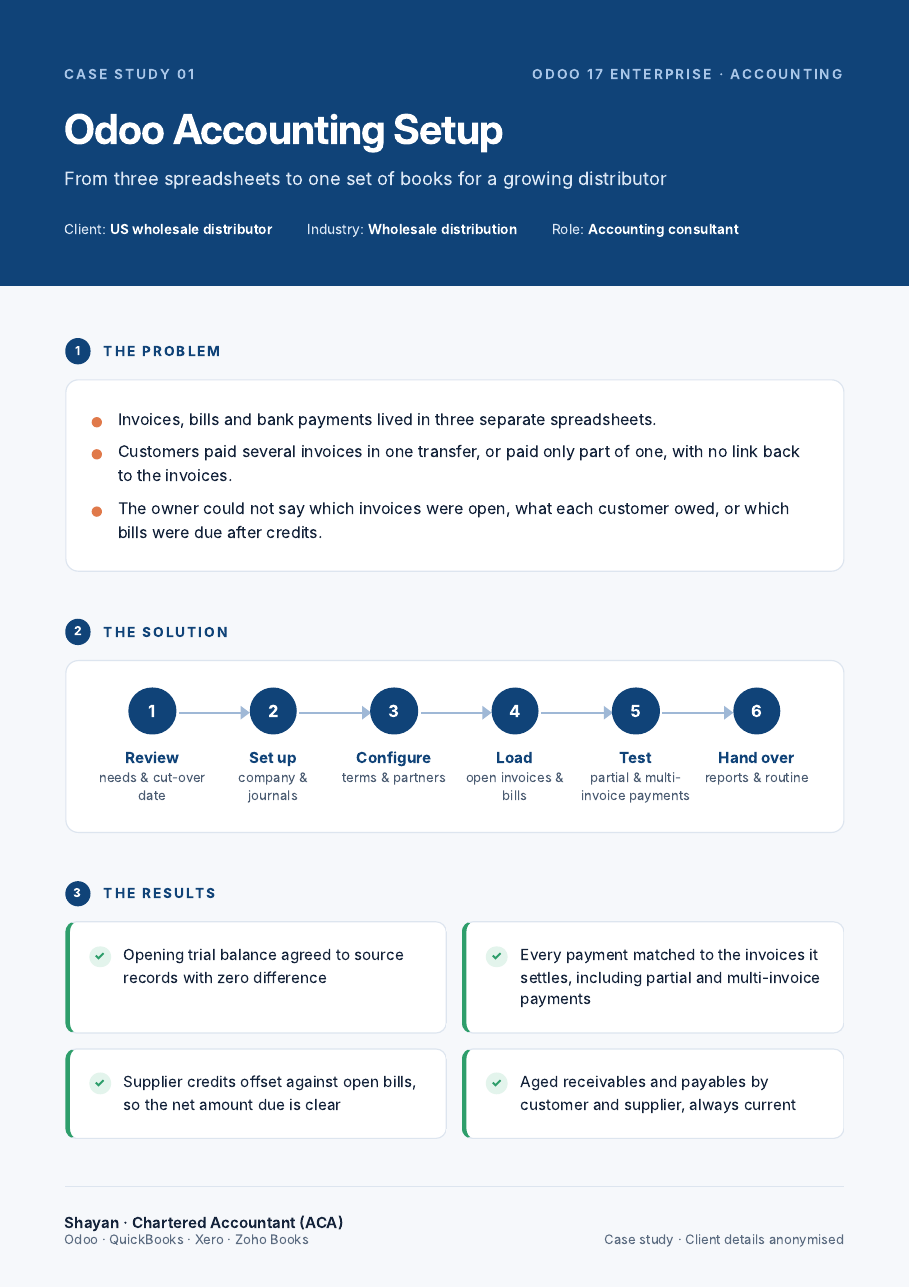 CASE STUDY 01
ODOO 17 ENTERPRISE · ACCOUNTING
Odoo Accounting Setup
From three spreadsheets to one set of books for a growing distributor
Client: US wholesale distributor Industry: Wholesale distribution Role: Accounting consultant
1 THE PROBLEM
Invoices, bills and bank payments lived in three separate spreadsheets.
Customers paid several invoices in one transfer, or paid only part of one, with no link back
to the invoices.
The owner could not say which invoices were open, what each customer owed, or which
bills were due after credits.
2 THE SOLUTION
1
Review
needs & cut-over
date
2
Set up
company &
journals
3
Configure
terms & partners
4
Load
open invoices &
bills
5
Test
partial & multi-
invoice payments
6
Hand over
reports & routine
3 THE RESULTS
Opening trial balance agreed to source
records with zero difference
Every payment matched to the invoices it
settles, including partial and multi-invoice
payments
Supplier credits offset against open bills,
so the net amount due is clear
Aged receivables and payables by
customer and supplier, always current
Shayan · Chartered Accountant (ACA)
Odoo · QuickBooks · Xero · Zoho Books
Case study · Client details anonymised